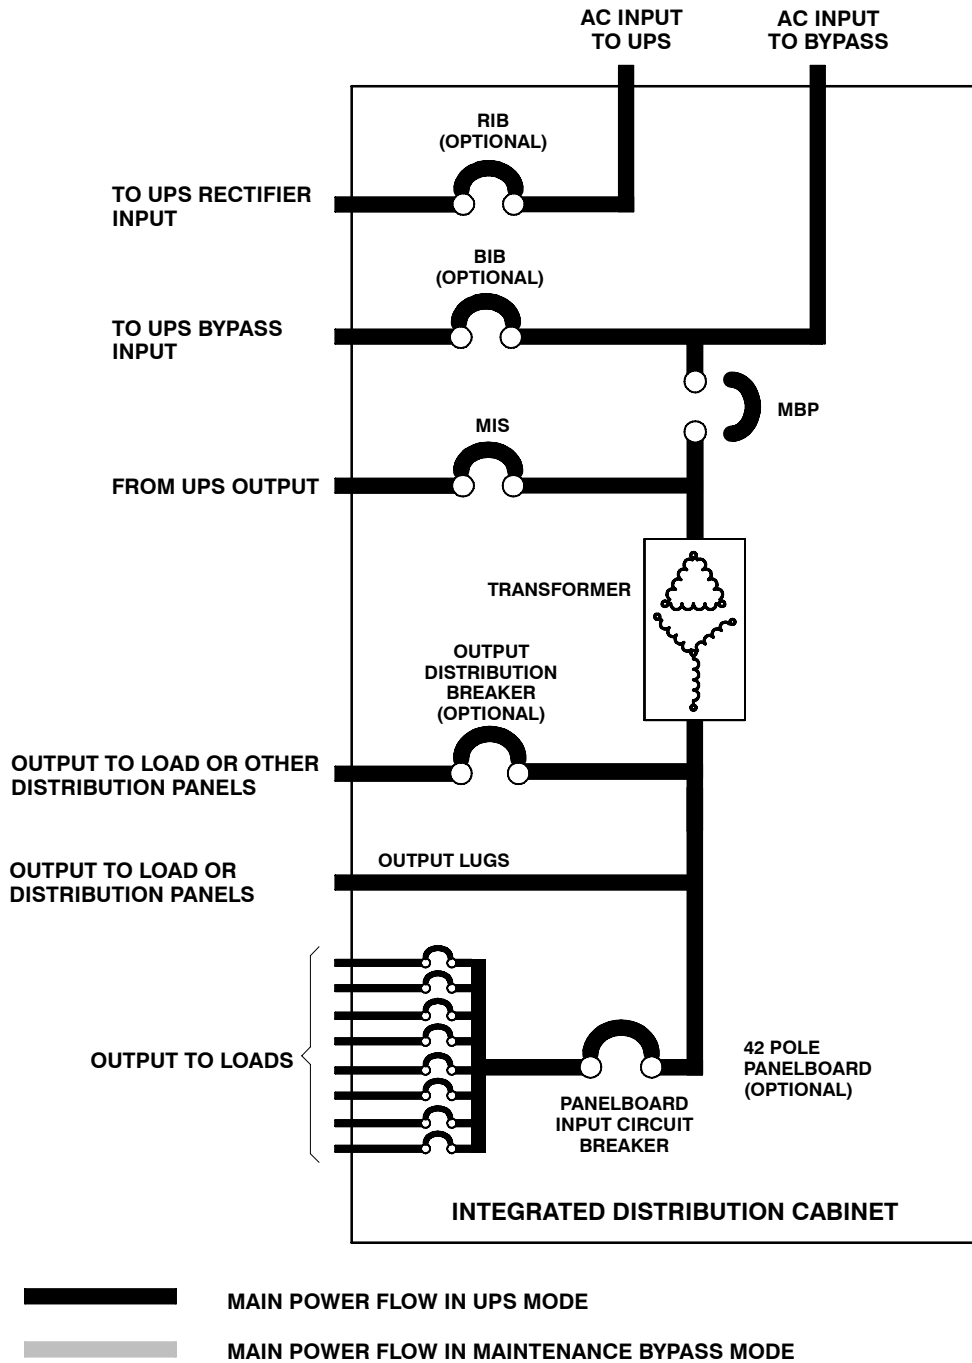 AC INPUT
TO UPS
AC INPUT
TO BYPASS
RIB
(OPTIONAL)
TO UPS RECTIFIER
INPUT
BIB
(OPTIONAL)
TO UPS BYPASS
INPUT
MBP
MIS
FROM UPS OUTPUT
TRANSFORMER
OUTPUT
DISTRIBUTION
BREAKER
(OPTIONAL)
OUTPUT TO LOAD OR OTHER
DISTRIBUTION PANELS
OUTPUT LUGS
OUTPUT TO LOAD OR
DISTRIBUTION PANELS
OUTPUT TO LOADS
42 POLE
PANELBOARD
(OPTIONAL)
PANELBOARD
INPUT CIRCUIT
BREAKER
INTEGRATED DISTRIBUTION CABINET
MAIN POWER FLOW IN UPS MODE
MAIN POWER FLOW IN MAINTENANCE BYPASS MODE